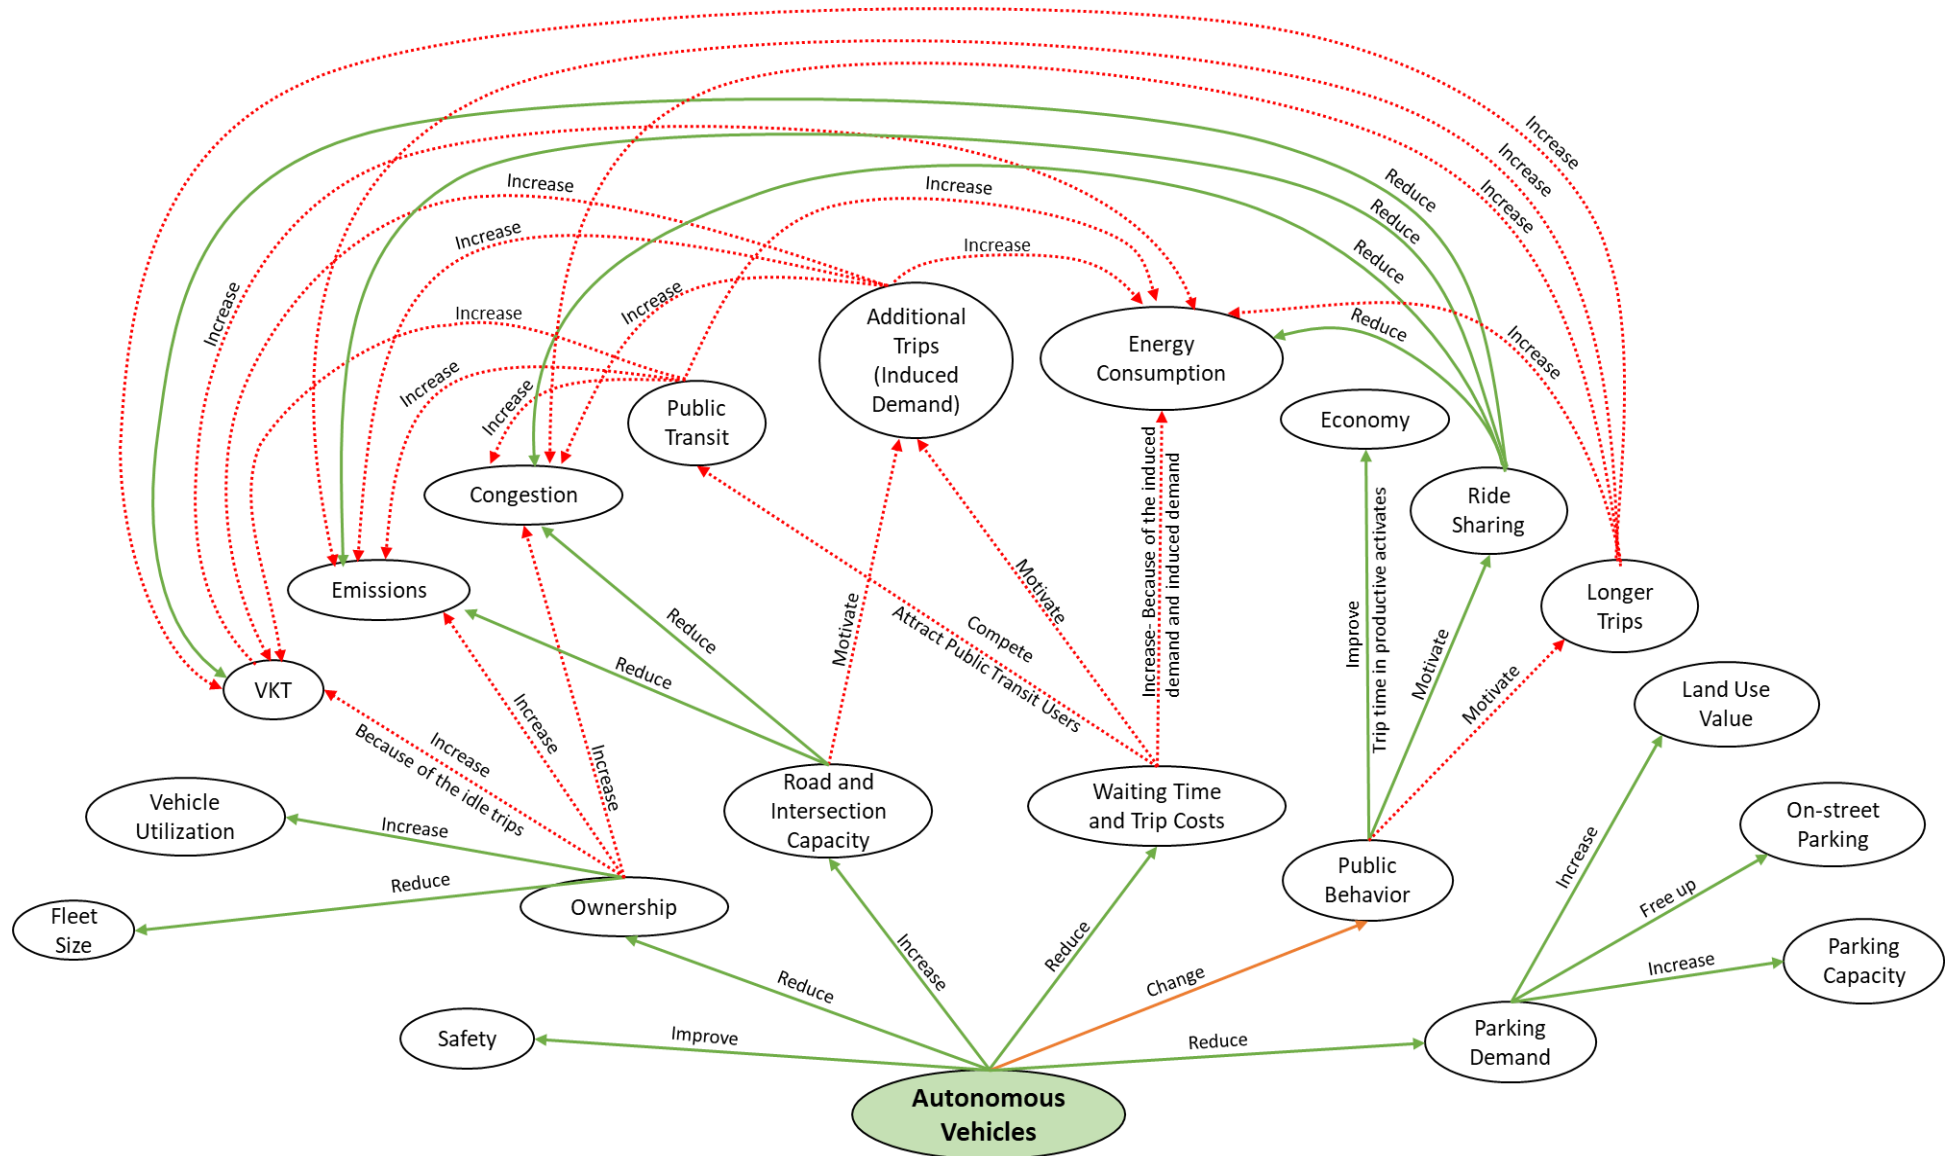 Increase
Increase
Increase
Reduce
Reduce
Reduce
Increase
Increase
Increase
Increase
Increase
Increase
Increase
Increase
Increase
Increase
Reduce
Increase
Additional
Trips
(Induced
Demand)
Energy
Consumption
Public
Transit
Economy
Congestion
Ride
Sharing
Emissions
Longer
Trips
VKT
Land Use
Value
Reduce
Reduce
Motivate
Compete
Attract Public Transit Users
Motivate
Increase- Because of the induced
demand and induced demand
Improve
Trip time in productive activates
Motivate
Motivate
Increase
Because of the idle trips
Increase
Increase
Vehicle
Utilization
Road and
Intersection
Capacity
Waiting Time
and Trip Costs
On-street
Parking
Increase
Reduce
Public
Behavior
Increase
Free up
Increase
Fleet
Size
Ownership
Parking
Capacity
Reduce
Increase
Reduce
Change
Safety
Improve
Reduce
Parking
Demand
Autonomous
Vehicles